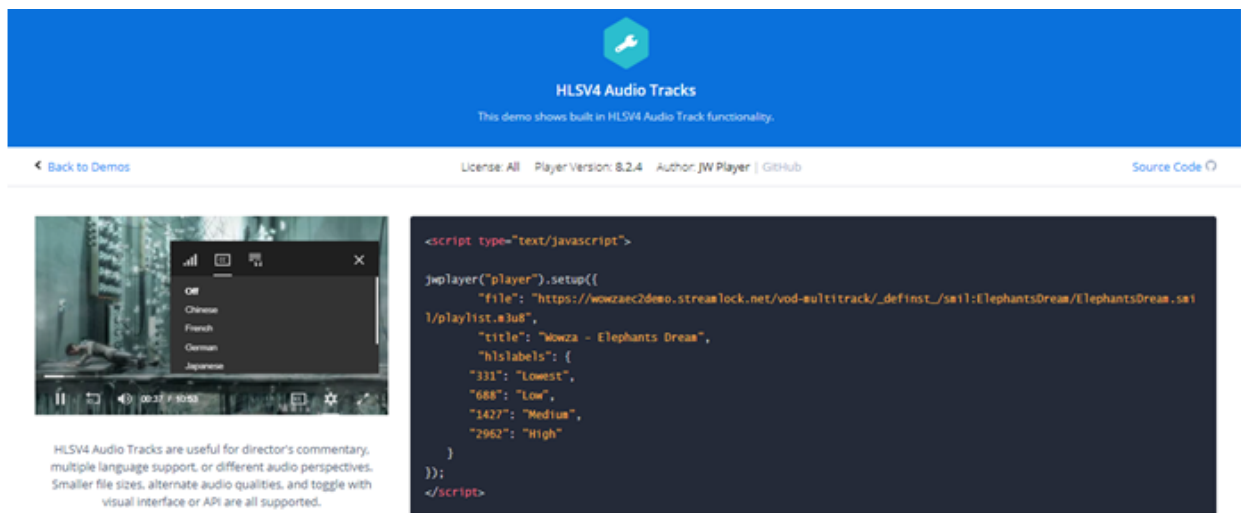 HLSV4 Audio Tracks
This demo shows built in HLSV4 Audio Track functionality.
Back to Demos
License: All Player Version: 8.2.4 Author: JW Player | GitHub
Source Code
CC
Off
Chinese
French
German
Japanese
00:37 / 10:53
CC
HLSV4 Audio Tracks are useful for director's commentary,
multiple language support, or different audio perspectives.
Smaller file sizes, alternate audio qualities, and toggle with
visual interface or API are all supported.
<script type="text/javascript">
jwplayer("player").setup({
"file": "https://wowzaec2demo.streamlock.net/vod-multitrack/_definst_/smil:ElephantsDream/ElephantsDream.smi
l/playlist.m3u8",
"title": "Wowza - Elephants Dream",
"hlslabels": {
"331": "Lowest",
"688": "Low",
"1427": "Medium",
"2962": "High"
}
});
</script>